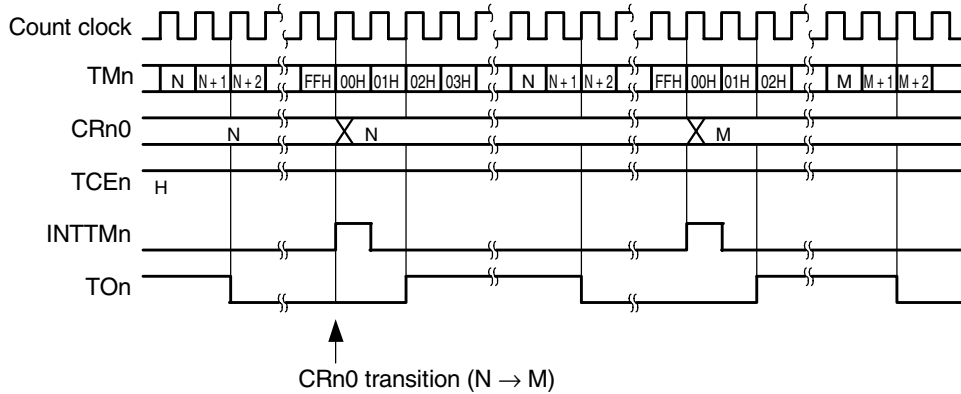 Count clock
TMn N N + 1 N + 2 FFH 00H 01H 02H 03H N N + 1 N + 2 FFH 00H 01H 02H M M + 1 M + 2
CRn0 N N M
TCEn H
INTTMn
TOn
CRn0 transition (N → M)